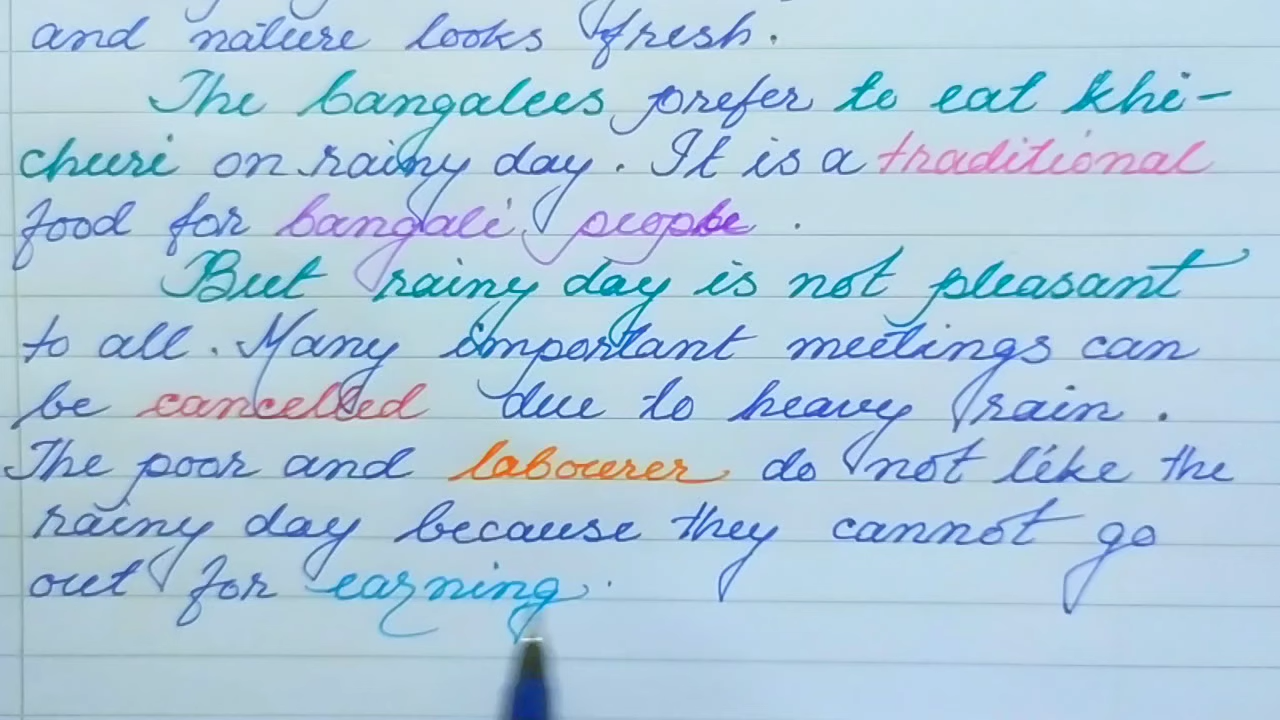 and nature looks fresh.
The bangalees prefer to eat khi-
churi on rainy day. It is a traditional
food for bangali people.
But rainy day is not pleasant
to all. Many important meetings can
be cancelled due to heavy rain.
The poor and labourer do not like the
rainy day because they cannot go
out for earning.